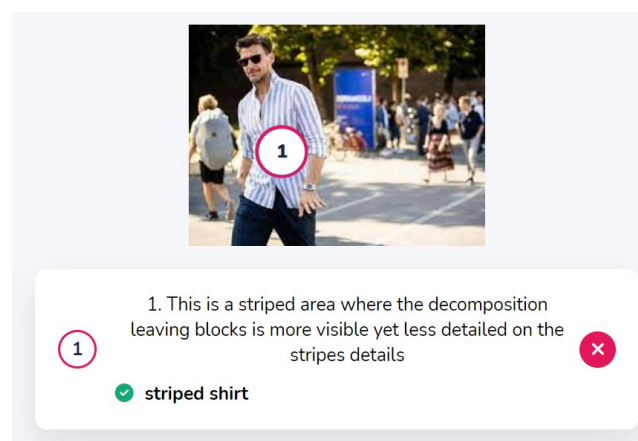 1
1
1. This is a striped area where the decomposition
leaving blocks is more visible yet less detailed on the
stripes details
striped shirt